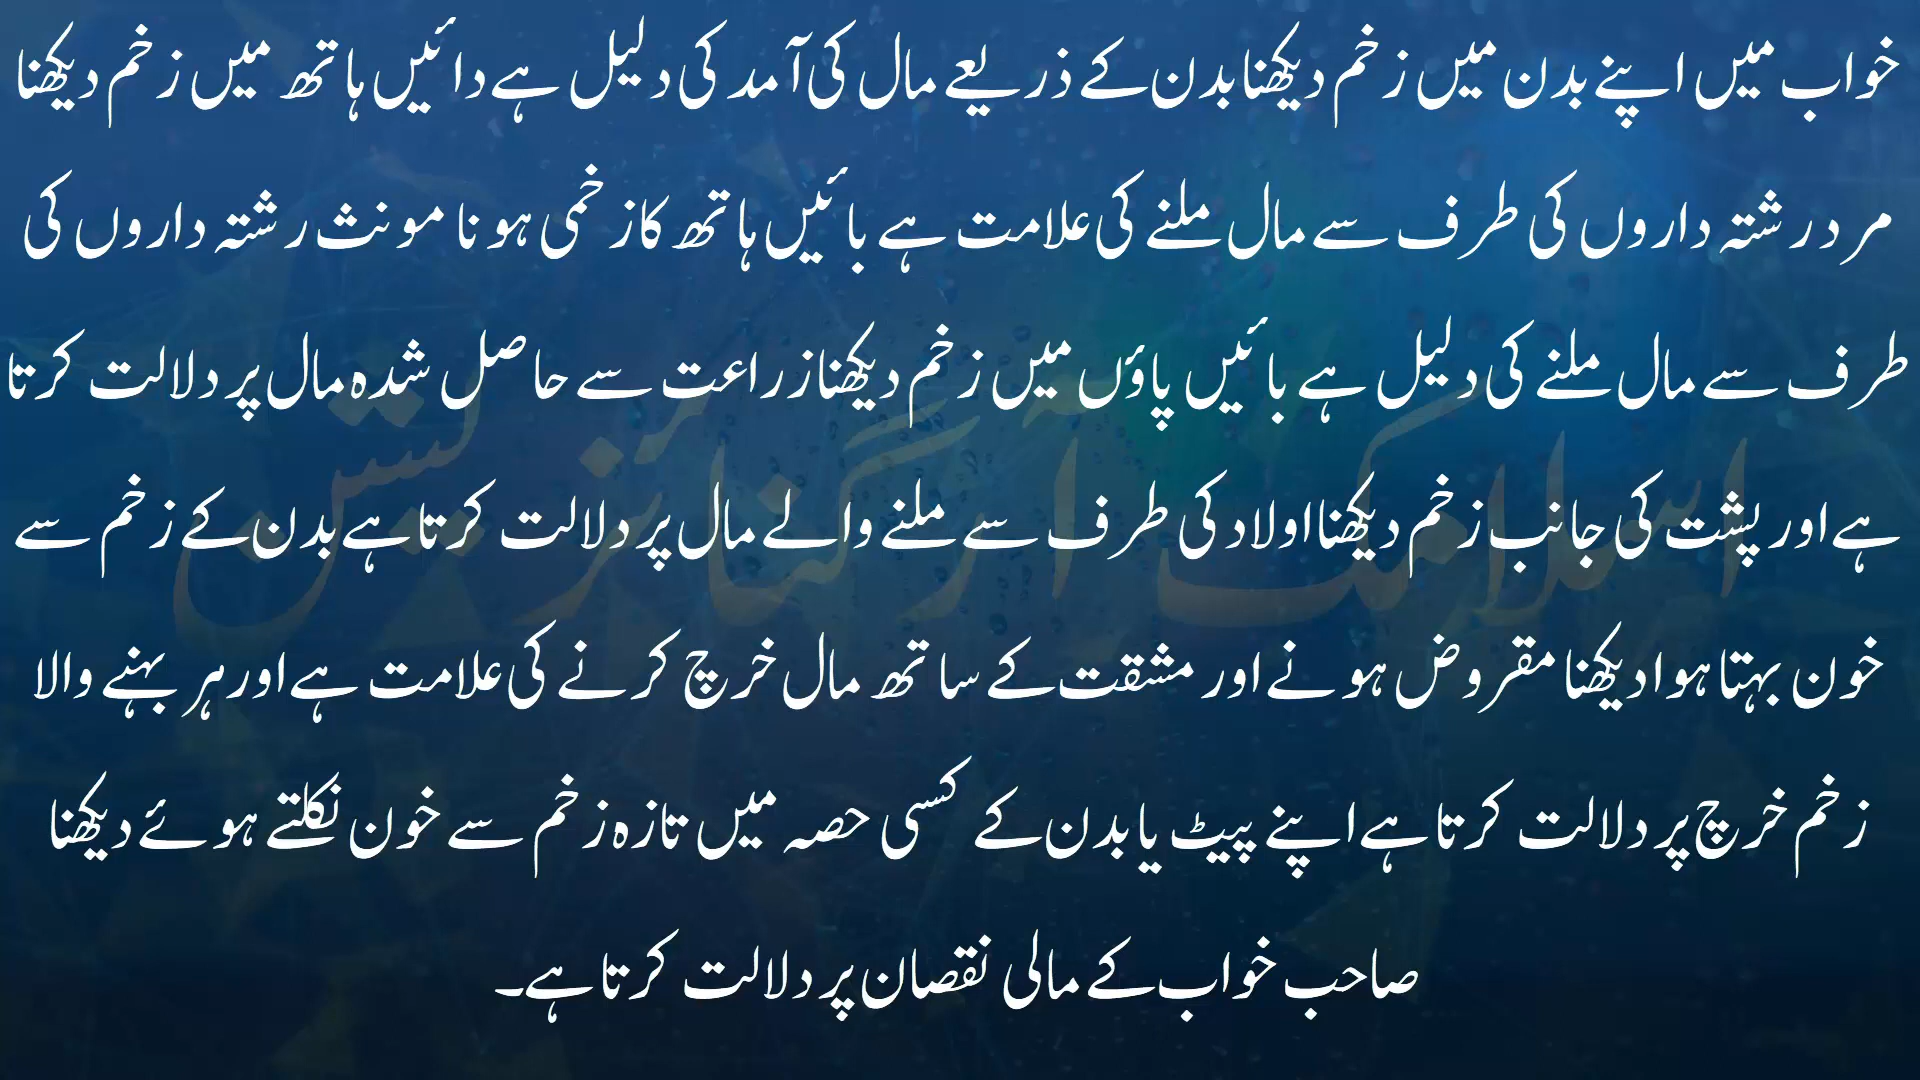 خواب میں اپنے بدن میں زخم دیکھنا بدن کے ذریعے مال کی آمد کی دلیل ہے دائیں ہاتھ میں زخم دیکھنا
مرد رشتہ داروں کی طرف سے مال ملنے کی علامت ہے بائیں ہاتھ کا زخمی ہونا مونث رشتہ داروں کی
طرف سے مال ملنے کی دلیل ہے بائیں پاؤں میں زخم دیکھنا زراعت سے حاصل شدہ مال پر دلالت کرتا
ہے اور پشت کی جانب زخم دیکھنا اولاد کی طرف سے ملنے والے مال پر دلالت کرتا ہے بدن کے زخم سے
اسلامک آرگنائزیشن
خون بہتا ہوا دیکھنا مقروض ہونے اور مشقت کے ساتھ مال خرچ کرنے کی علامت ہے اور ہر بہنے والا
زخم خرچ پر دلالت کرتا ہے اپنے پیٹ یا بدن کے کسی حصہ میں تازہ زخم سے خون نکلتے ہوئے دیکھنا
صاحب خواب کے مالی نقصان پر دلالت کرتا ہے۔